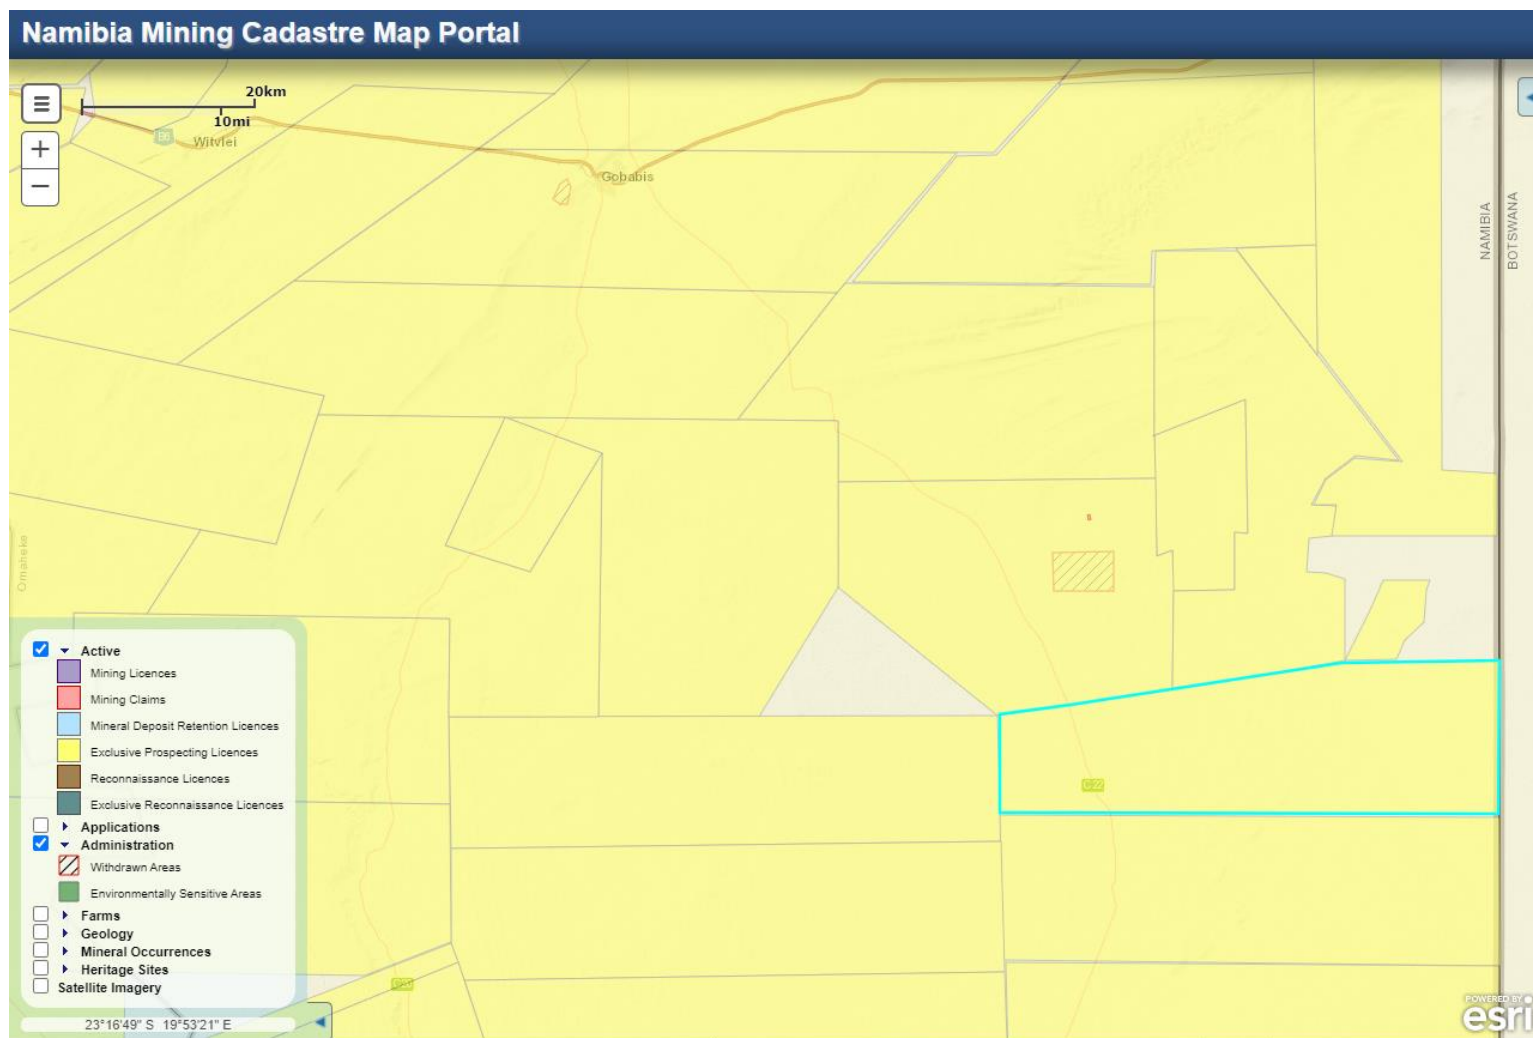 Namibia Mining Cadastre Map Portal
20km
10mi
B6
Witvlei
Gobabis
NAMIBIA
BOTSWANA
Omaheke
C 22
Active
Mining Licences
Mining Claims
Mineral Deposit Retention Licences
Exclusive Prospecting Licences
Reconnaissance Licences
Exclusive Reconnaissance Licences
Applications
Administration
Withdrawn Areas
Environmentally Sensitive Areas
Farms
Geology
Mineral Occurrences
Heritage Sites
Satellite Imagery
23°16'49" S 19°53'21" E
POWERED BY
esri